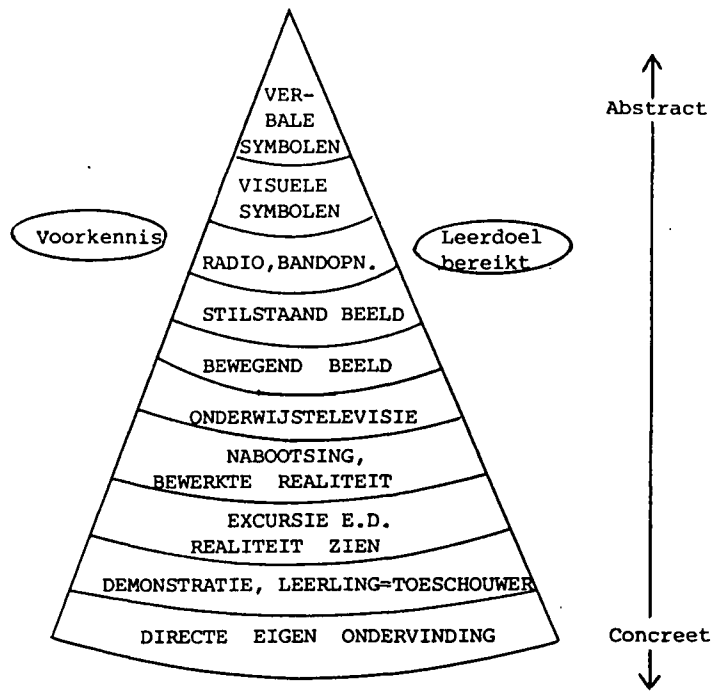 VER-
BALE
SYMBOLEN
VISUELE
SYMBOLEN
RADIO, BANDOPN.
STILSTAAND BEELD
BEWEGEND BEELD
ONDERWIJSTELEVISIE
NABOOTSING,
BEWERKTE REALITEIT
EXCURSIE E.D.
REALITEIT ZIEN
DEMONSTRATIE, LEERLING=TOESCHOUWER
DIRECTE EIGEN ONDERVINDING
Voorkennis
Leerdoel
bereikt
Abstract
Concreet